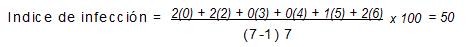 Indice de infección = 2(0) + 2(2) + 0(3) + 0(4) + 1(5) + 2(6) x 100 = 50
(7-1) 7